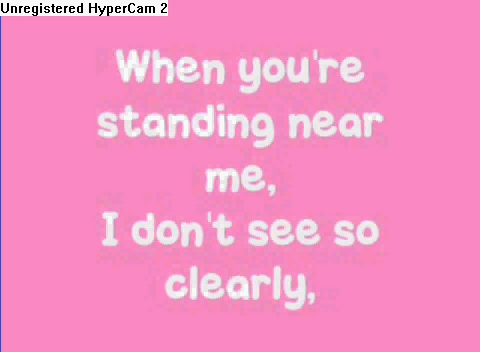 Unregistered HyperCam 2
When you're
standing near
me,
I don't see so
clearly,